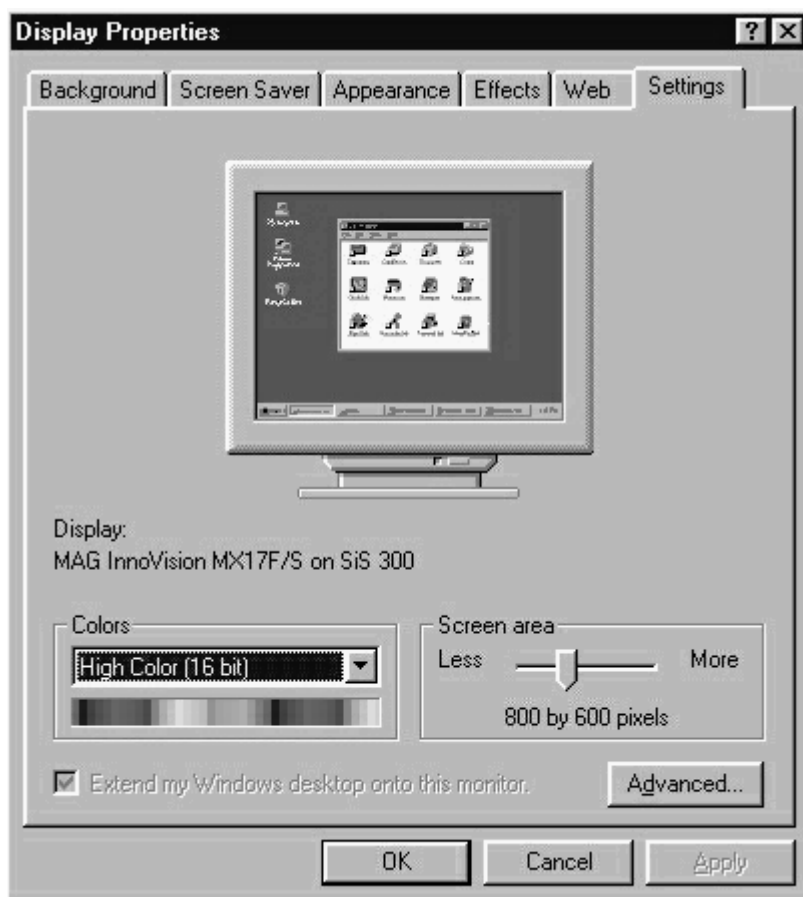 Display Properties
Background Screen Saver Appearance Effects Web Settings
Display:
MAG InnoVision MX17F/S on SiS 300
Colors
High Color (16 bit)
Screen area
Less More
800 by 600 pixels
Extend my Windows desktop onto this monitor.
Advanced...
OK Cancel Apply